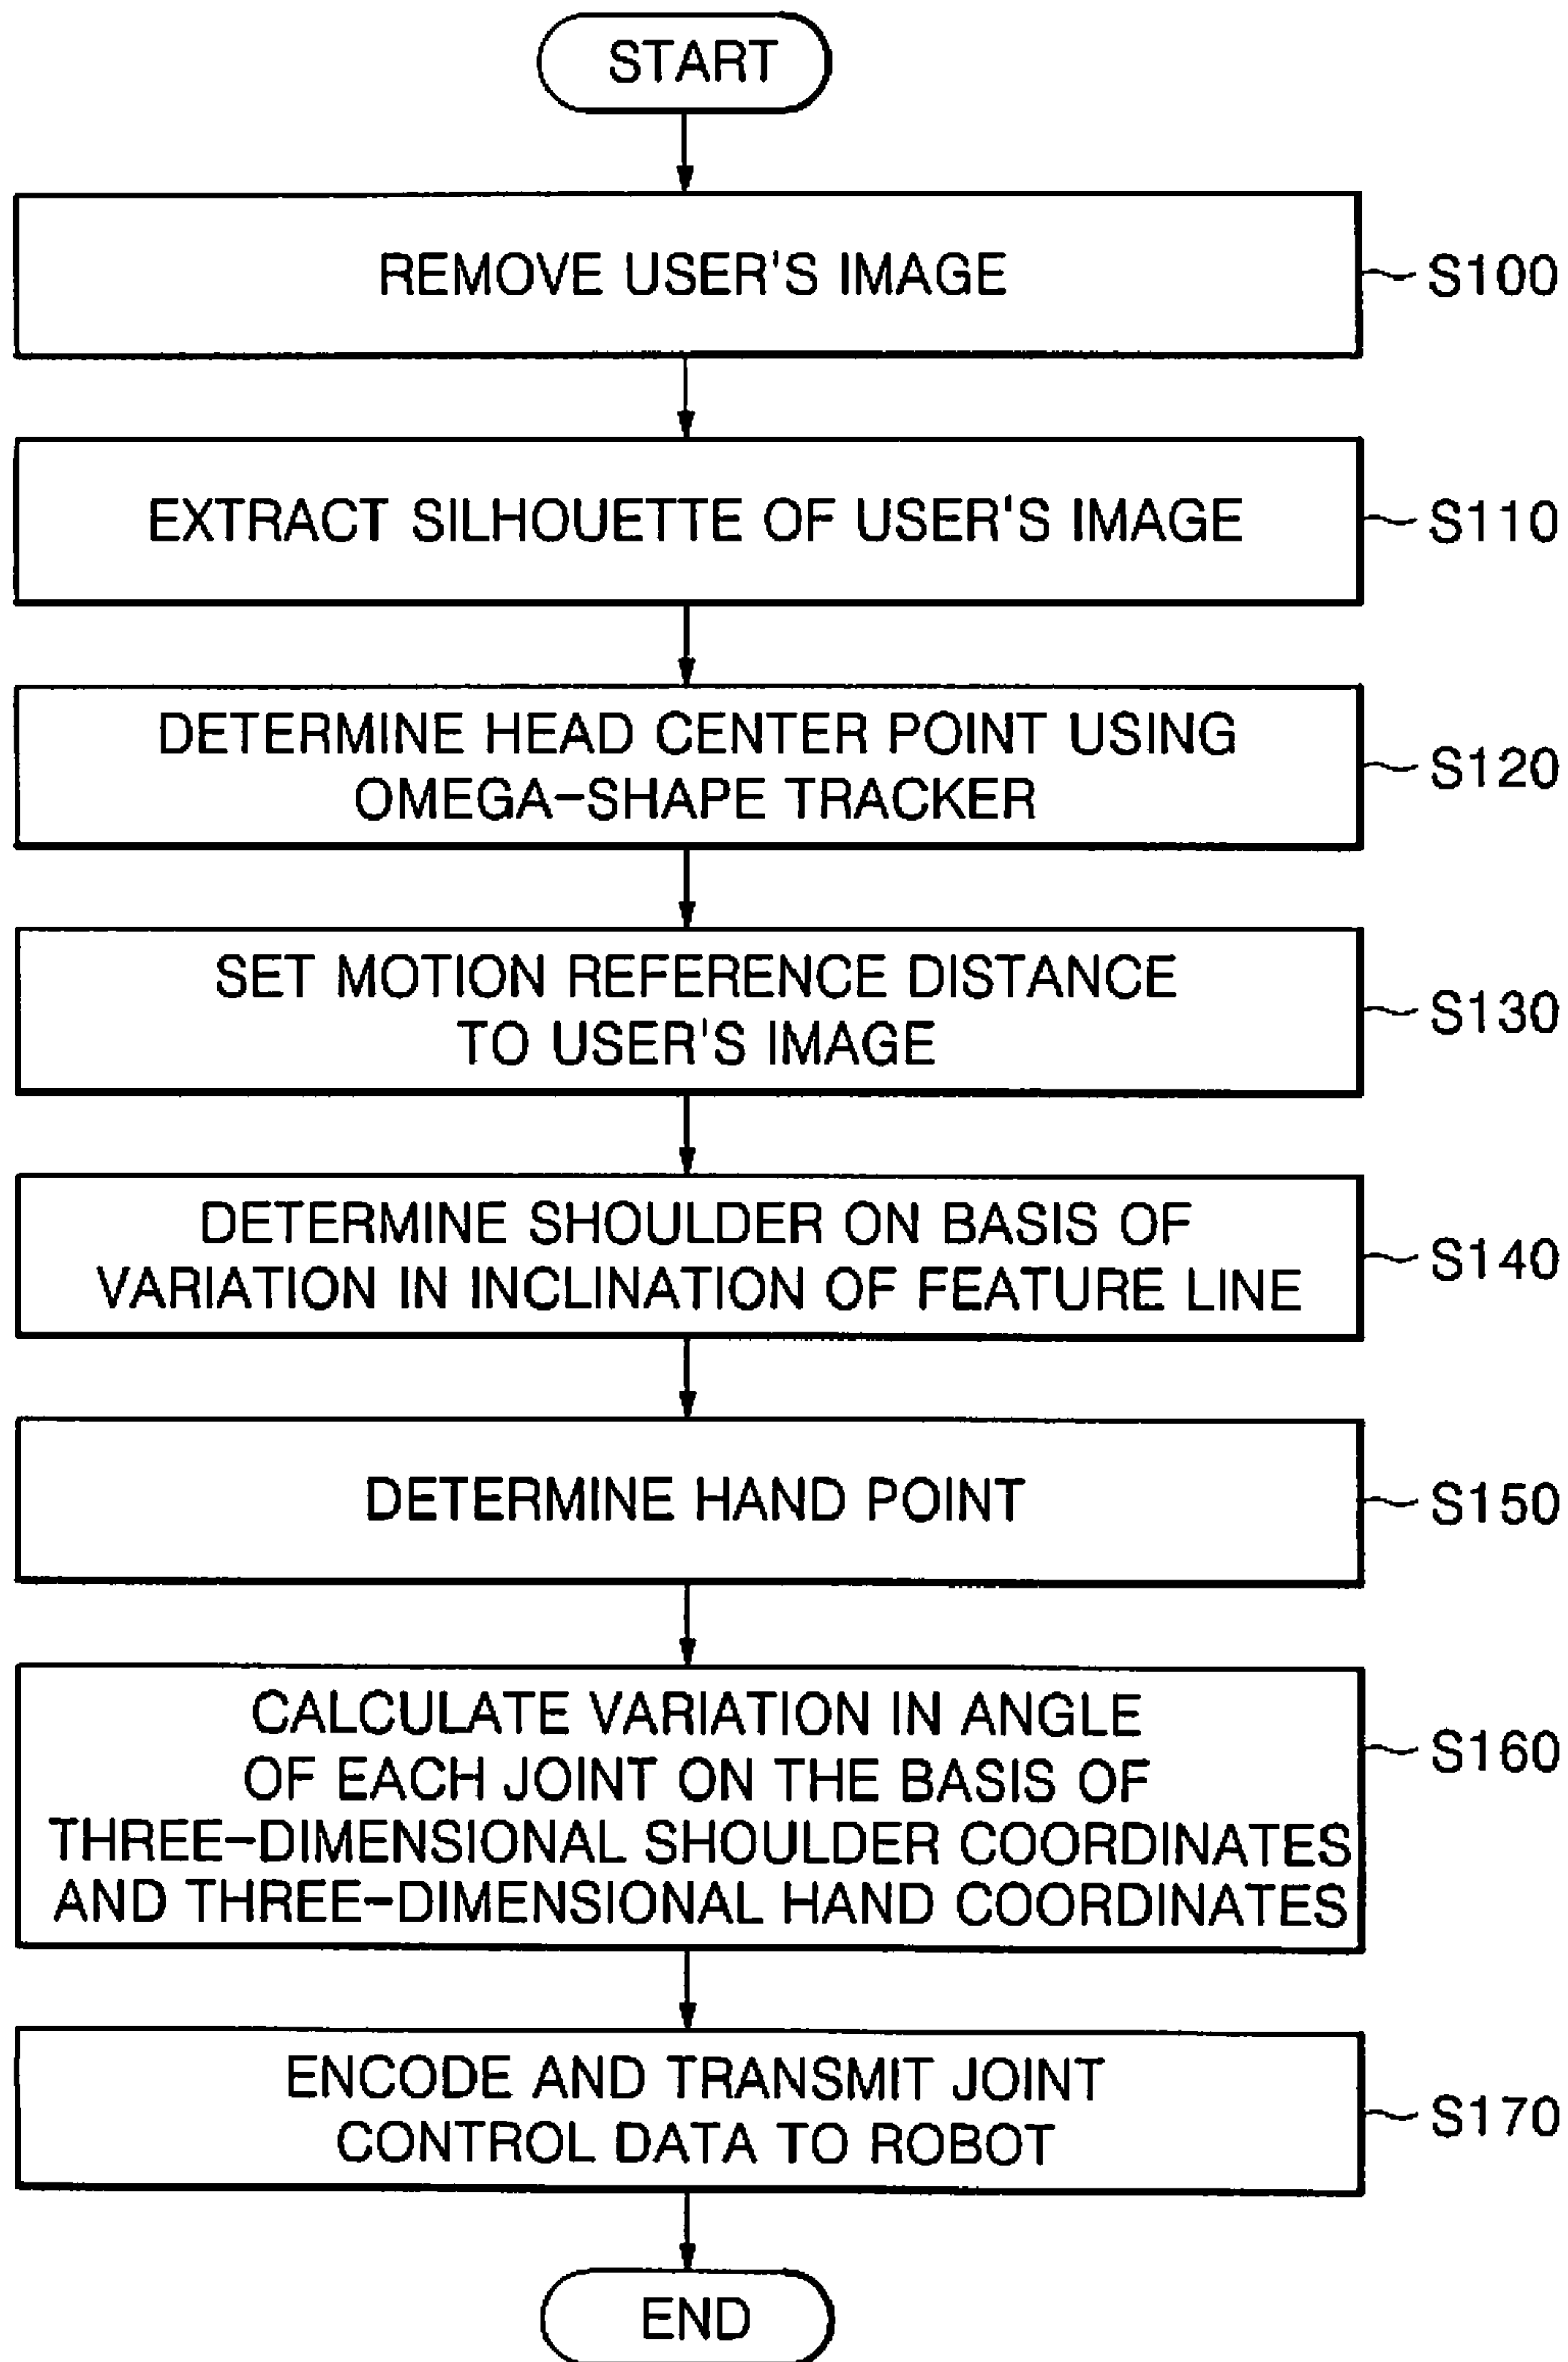 START
REMOVE USER'S IMAGE
S100
EXTRACT SILHOUETTE OF USER'S IMAGE
S110
DETERMINE HEAD CENTER POINT USING
OMEGA-SHAPE TRACKER
S120
SET MOTION REFERENCE DISTANCE
TO USER'S IMAGE
S130
DETERMINE SHOULDER ON BASIS OF
VARIATION IN INCLINATION OF FEATURE LINE
S140
DETERMINE HAND POINT
S150
CALCULATE VARIATION IN ANGLE
OF EACH JOINT ON THE BASIS OF
THREE-DIMENSIONAL SHOULDER COORDINATES
AND THREE-DIMENSIONAL HAND COORDINATES
S160
ENCODE AND TRANSMIT JOINT
CONTROL DATA TO ROBOT
S170
END